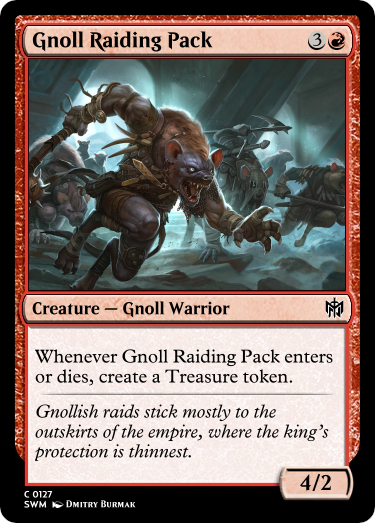 Gnoll Raiding Pack 3
Creature — Gnoll Warrior
Whenever Gnoll Raiding Pack enters
or dies, create a Treasure token.
Gnollish raids stick mostly to the
outskirts of the empire, where the king's
protection is thinnest.
4/2
C 0127
SWM Dmitry Burmak